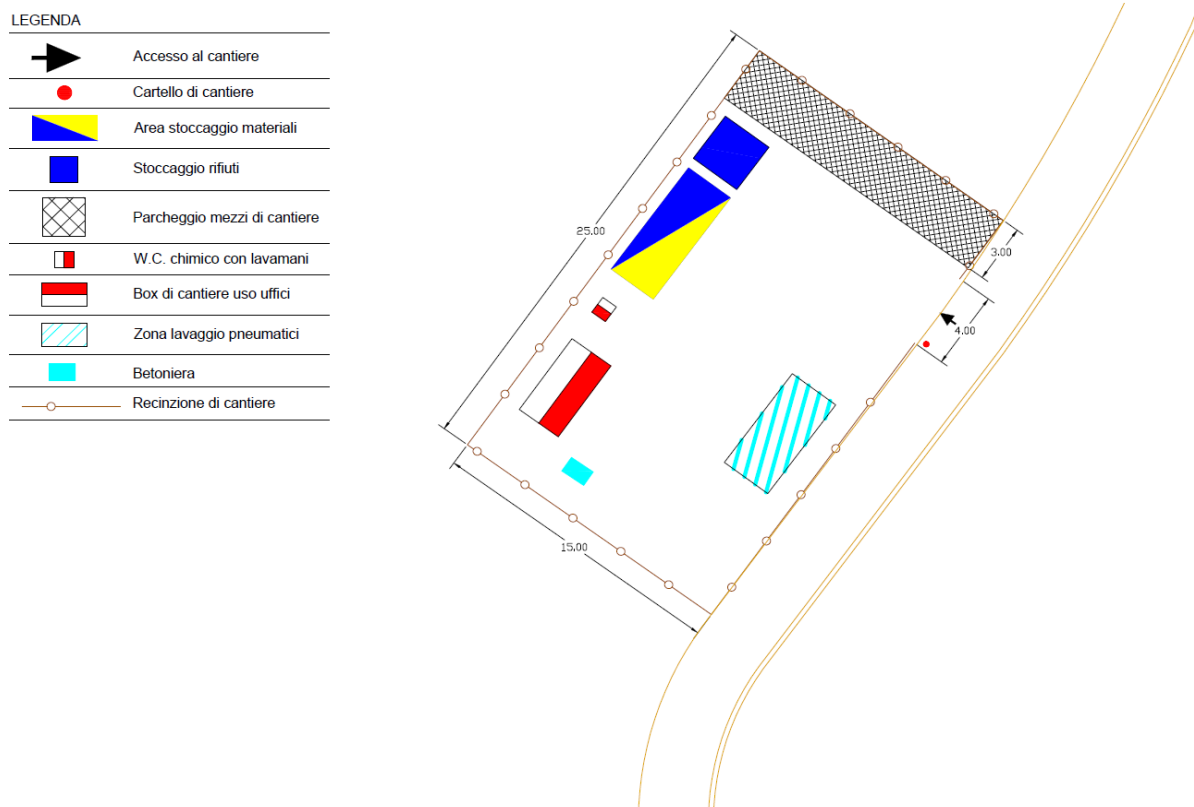 LEGENDA
Accesso al cantiere
Cartello di cantiere
Area stoccaggio materiali
Stoccaggio rifiuti
Parcheggio mezzi di cantiere
W.C. chimico con lavamani
Box di cantiere uso uffici
Zona lavaggio pneumatici
Betoniera
Recinzione di cantiere
25.00
3.00
4.00
15.00